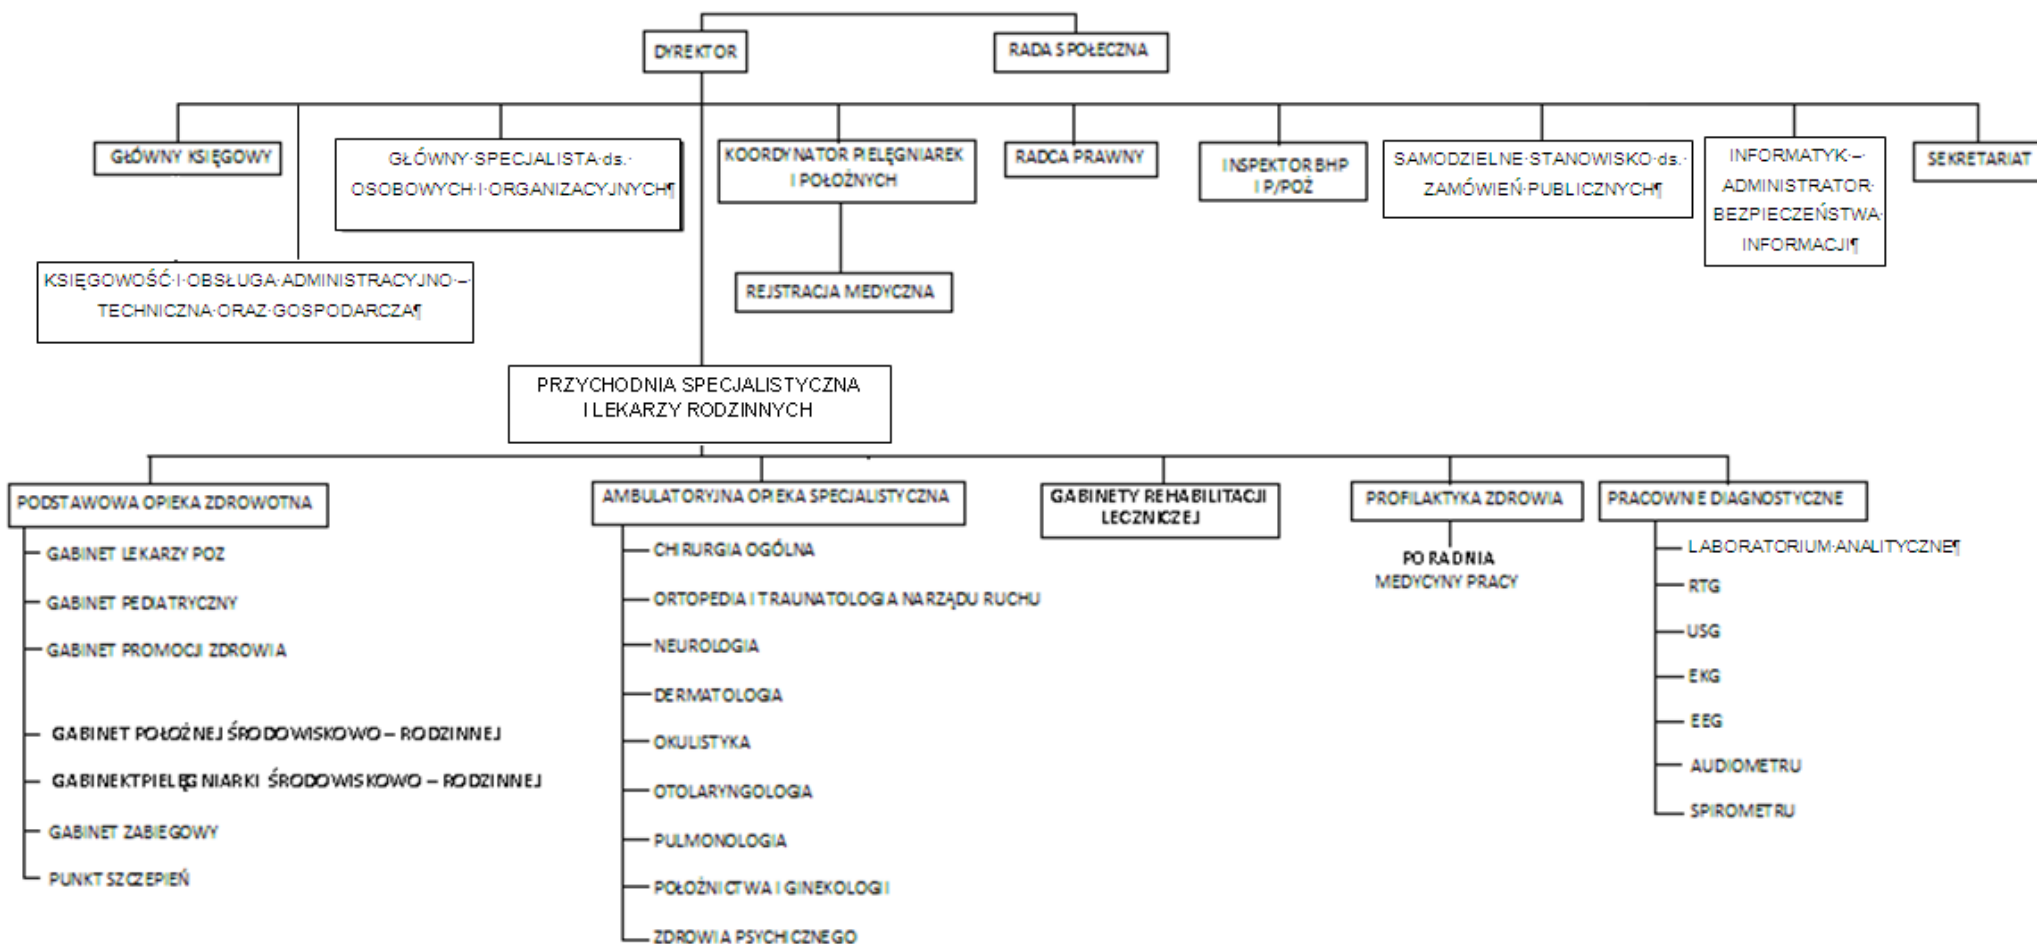 DYREKTOR
RADA SPOŁECZNA
GŁÓWNY KSIĘGOWY
GŁÓWNY·SPECJALISTA·ds.·
OSOBOWYCH·I·ORGANIZACYJNYCH¶
KOORDYNATOR PIELĘGNIAREK
I POŁOŻNYCH
RADCA PRAWNY
INSPEKTOR BHP
I P/POŻ
SAMODZIELNE·STANOWISKO·ds.·
ZAMÓWIEŃ·PUBLICZNYCH¶
INFORMATYK·–·
ADMINISTRATOR·
BEZPIECZEŃSTWA·
INFORMACJI¶
SEKRETARIAT
KSIĘGOWOŚĆ·I·OBSŁUGA·ADMINISTRACYJNO·–·
TECHNICZNA·ORAZ·GOSPODARCZA¶
REJSTRACJA MEDYCZNA
PRZYCHODNIA SPECJALISTYCZNA
I LEKARZY RODZINNYCH
PODSTAWOWA OPIEKA ZDROWOTNA
GABINET LEKARZY POZ
GABINET PEDIATRYCZNY
GABINET PROMOCJI ZDROWIA
GABINET POŁOŻNEJ ŚRODOWISKOWO – RODZINNEJ
GABINEKTPIELĘGNIARKI ŚRODOWISKOWO – RODZINNEJ
GABINET ZABIEGOWY
PUNKT SZCZEPIEŃ
AMBULATORYJNA OPIEKA SPECJALISTYCZNA
CHIRURGIA OGÓLNA
ORTOPEDIA I TRAUNATOLOGIA NARZĄDU RUCHU
NEUROLOGIA
DERMATOLOGIA
OKULISTYKA
OTOLARYNGOLOGIA
PULMONOLOGIA
POŁOŻNICTWA I GINEKOLOGII
ZDROWIA PSYCHICZNEGO
GABINETY REHABILITACJI
LECZNICZEJ
PROFILAKTYKA ZDROWIA
PORADNIA
MEDYCYNY PRACY
PRACOWNIE DIAGNOSTYCZNE
LABORATORIUM·ANALITYCZNE¶
RTG
USG
EKG
EEG
AUDIOMETRU
SPIROMETRU